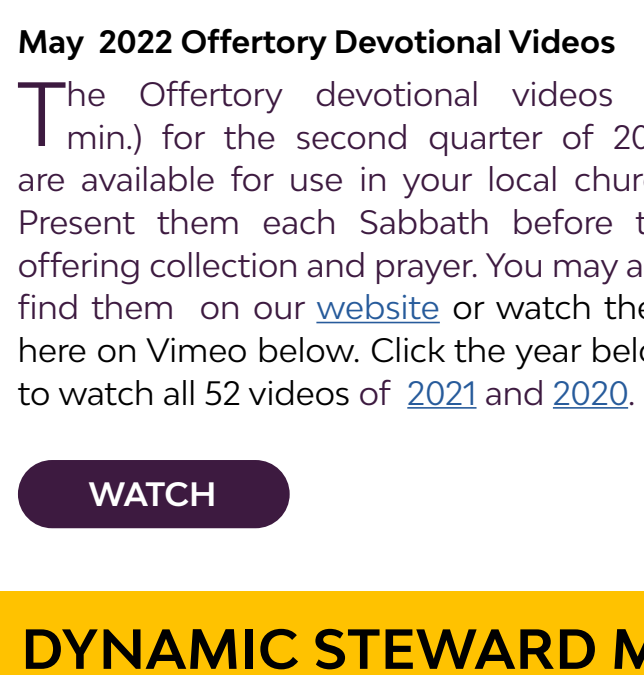 May 2022 Offertory Devotional Videos
The Offertory devotional videos
min.) for the second quarter of 20
are available for use in your local chur
Present them each Sabbath before t
offering collection and prayer. You may a
find them on our website or watch the
here on Vimeo below. Click the year belo
to watch all 52 videos of 2021 and 2020.
WATCH
DYNAMIC STEWARD M